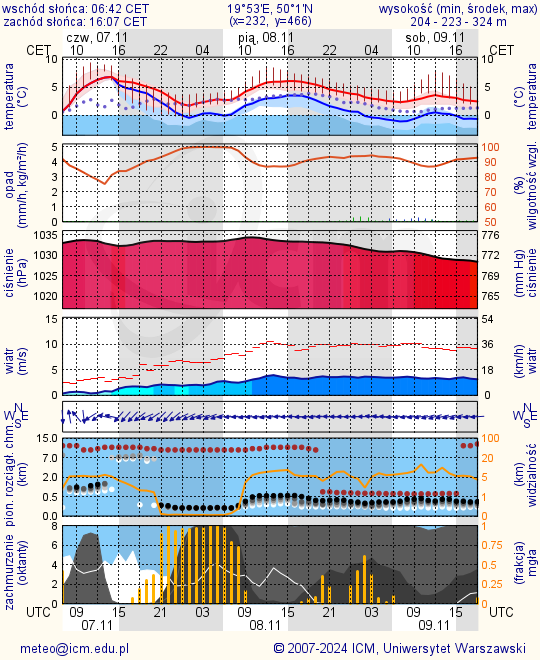 wschód słońca: 06:42 CET 19°53'E, 50°1'N wysokość (min, środek, max)
zachód słońca: 16:07 CET (x=232, y=466) 204 - 223 - 324 m
czw, 07.11 pią, 08.11 sob, 09.11
CET 10 16 22 04 10 16 22 04 10 16 CET
temperatura (°C)
10 5 0
10 5 0
(°C) temperatura
opad (mm/h, kg/m²/h)
5 4 3 2 1 0
100 90 80 70 60 50
(%) wilgotność wzgl.
ciśnienie (hPa)
1035 1030 1025 1020
776 772 769 765
(mm Hg) ciśnienie
wiatr (m/s)
15 10 5 0
54 36 18 0
(km/h) wiatr
N W E S
N W E S
pion. rozciągł. chm. (km)
15.0 7.0 2.0 0.5 0.0
100 20 5 1 0
(km) widzialność
zachmurzenie (oktanty)
8 6 4 2 0
1 0.75 0.5 0.25 0
(frakcja) mgła
UTC 09 15 21 03 09 15 21 03 09 15 UTC
07.11 08.11 09.11
meteo@icm.edu.pl © 2007-2024 ICM, Uniwersytet Warszawski